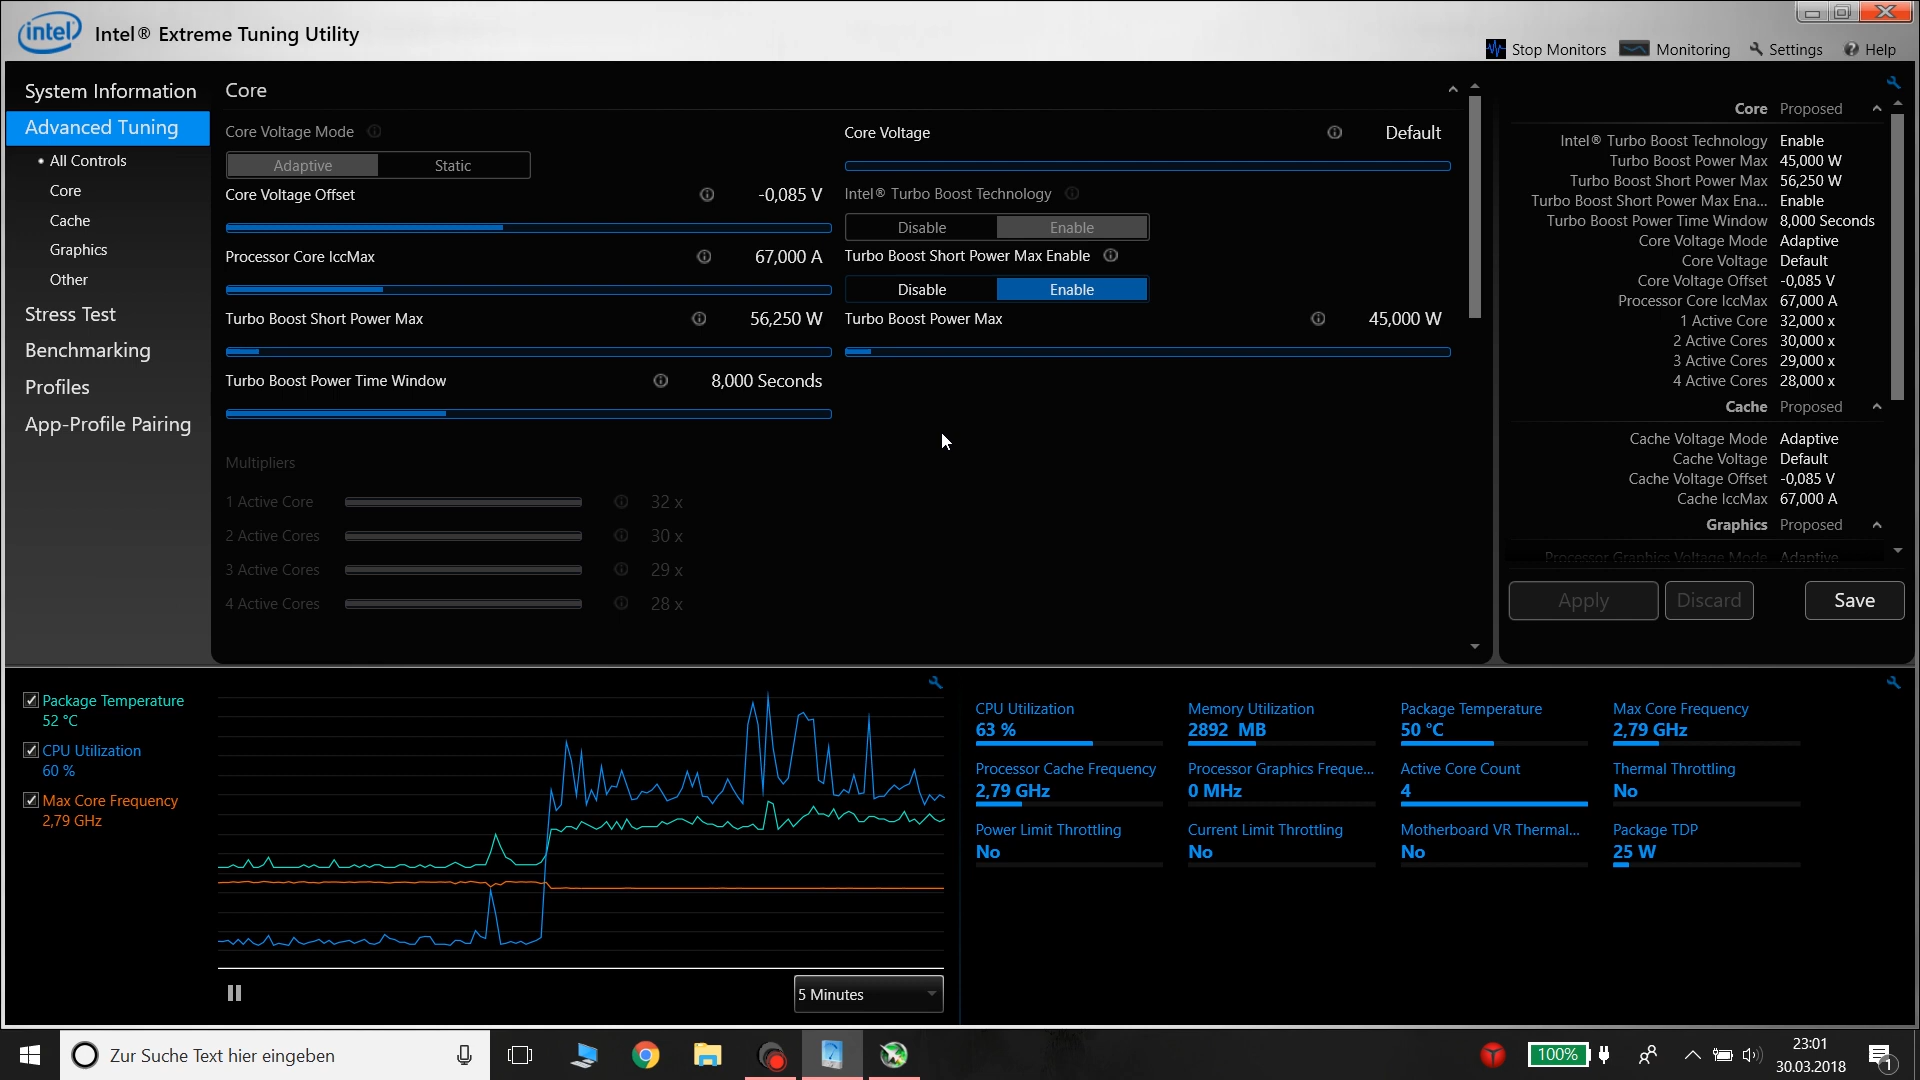 intel
Intel® Extreme Tuning Utility
Stop Monitors
Monitoring
Settings
Help
System Information
Advanced Tuning
All Controls
Core
Cache
Graphics
Other
Stress Test
Benchmarking
Profiles
App-Profile Pairing
Core
Core Voltage Mode
Adaptive Static
Core Voltage Offset -0,085 V
Processor Core IccMax 67,000 A
Turbo Boost Short Power Max 56,250 W
Turbo Boost Power Time Window 8,000 Seconds
Core Voltage Default
Intel® Turbo Boost Technology
Disable Enable
Turbo Boost Short Power Max Enable
Disable Enable
Turbo Boost Power Max 45,000 W
Multipliers
1 Active Core 32 x
2 Active Cores 30 x
3 Active Cores 29 x
4 Active Cores 28 x
Core Proposed
Intel® Turbo Boost Technology Enable
Turbo Boost Power Max 45,000 W
Turbo Boost Short Power Max 56,250 W
Turbo Boost Short Power Max Ena... Enable
Turbo Boost Power Time Window 8,000 Seconds
Core Voltage Mode Adaptive
Core Voltage Default
Core Voltage Offset -0,085 V
Processor Core IccMax 67,000 A
1 Active Core 32,000 x
2 Active Cores 30,000 x
3 Active Cores 29,000 x
4 Active Cores 28,000 x
Cache Proposed
Cache Voltage Mode Adaptive
Cache Voltage Default
Cache Voltage Offset -0,085 V
Cache IccMax 67,000 A
Graphics Proposed
Processor Graphics Voltage Mode Adaptive
Apply Discard Save
Package Temperature
52 °C
CPU Utilization
60 %
Max Core Frequency
2,79 GHz
5 Minutes
CPU Utilization
63 %
Memory Utilization
2892 MB
Package Temperature
50 °C
Max Core Frequency
2,79 GHz
Processor Cache Frequency
2,79 GHz
Processor Graphics Freque...
0 MHz
Active Core Count
4
Thermal Throttling
No
Power Limit Throttling
No
Current Limit Throttling
No
Motherboard VR Thermal...
No
Package TDP
25 W
Zur Suche Text hier eingeben
100%
23:01
30.03.2018
1